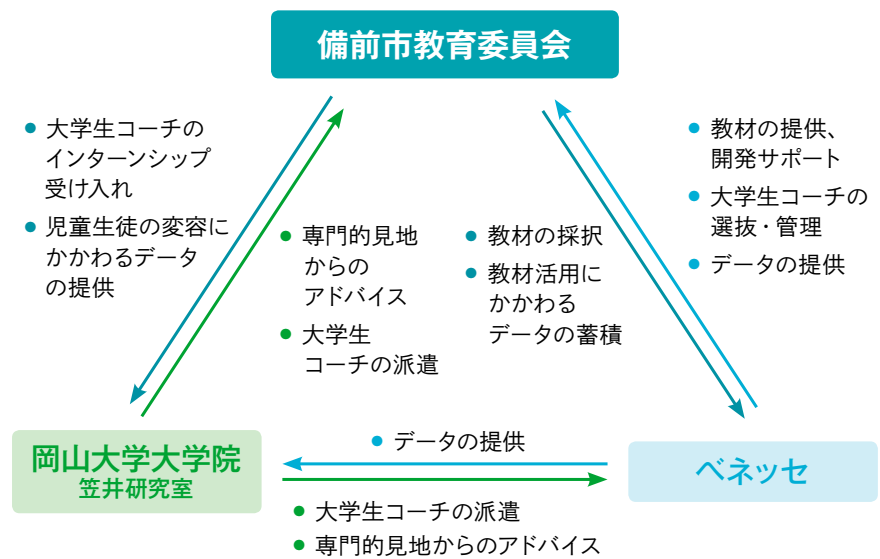 備前市教育委員会
● 大学生コーチの
インターンシップ
受け入れ
● 児童生徒の変容に
かかわるデータ
の提供
● 専門的見地
からの
アドバイス
● 大学生
コーチの派遣
● 教材の採択
● 教材活用に
かかわる
データの蓄積
● 教材の提供、
開発サポート
● 大学生コーチの
選抜・管理
● データの提供
岡山大学大学院
笠井研究室
● データの提供
● 大学生コーチの派遣
● 専門的見地からのアドバイス
ベネッセ